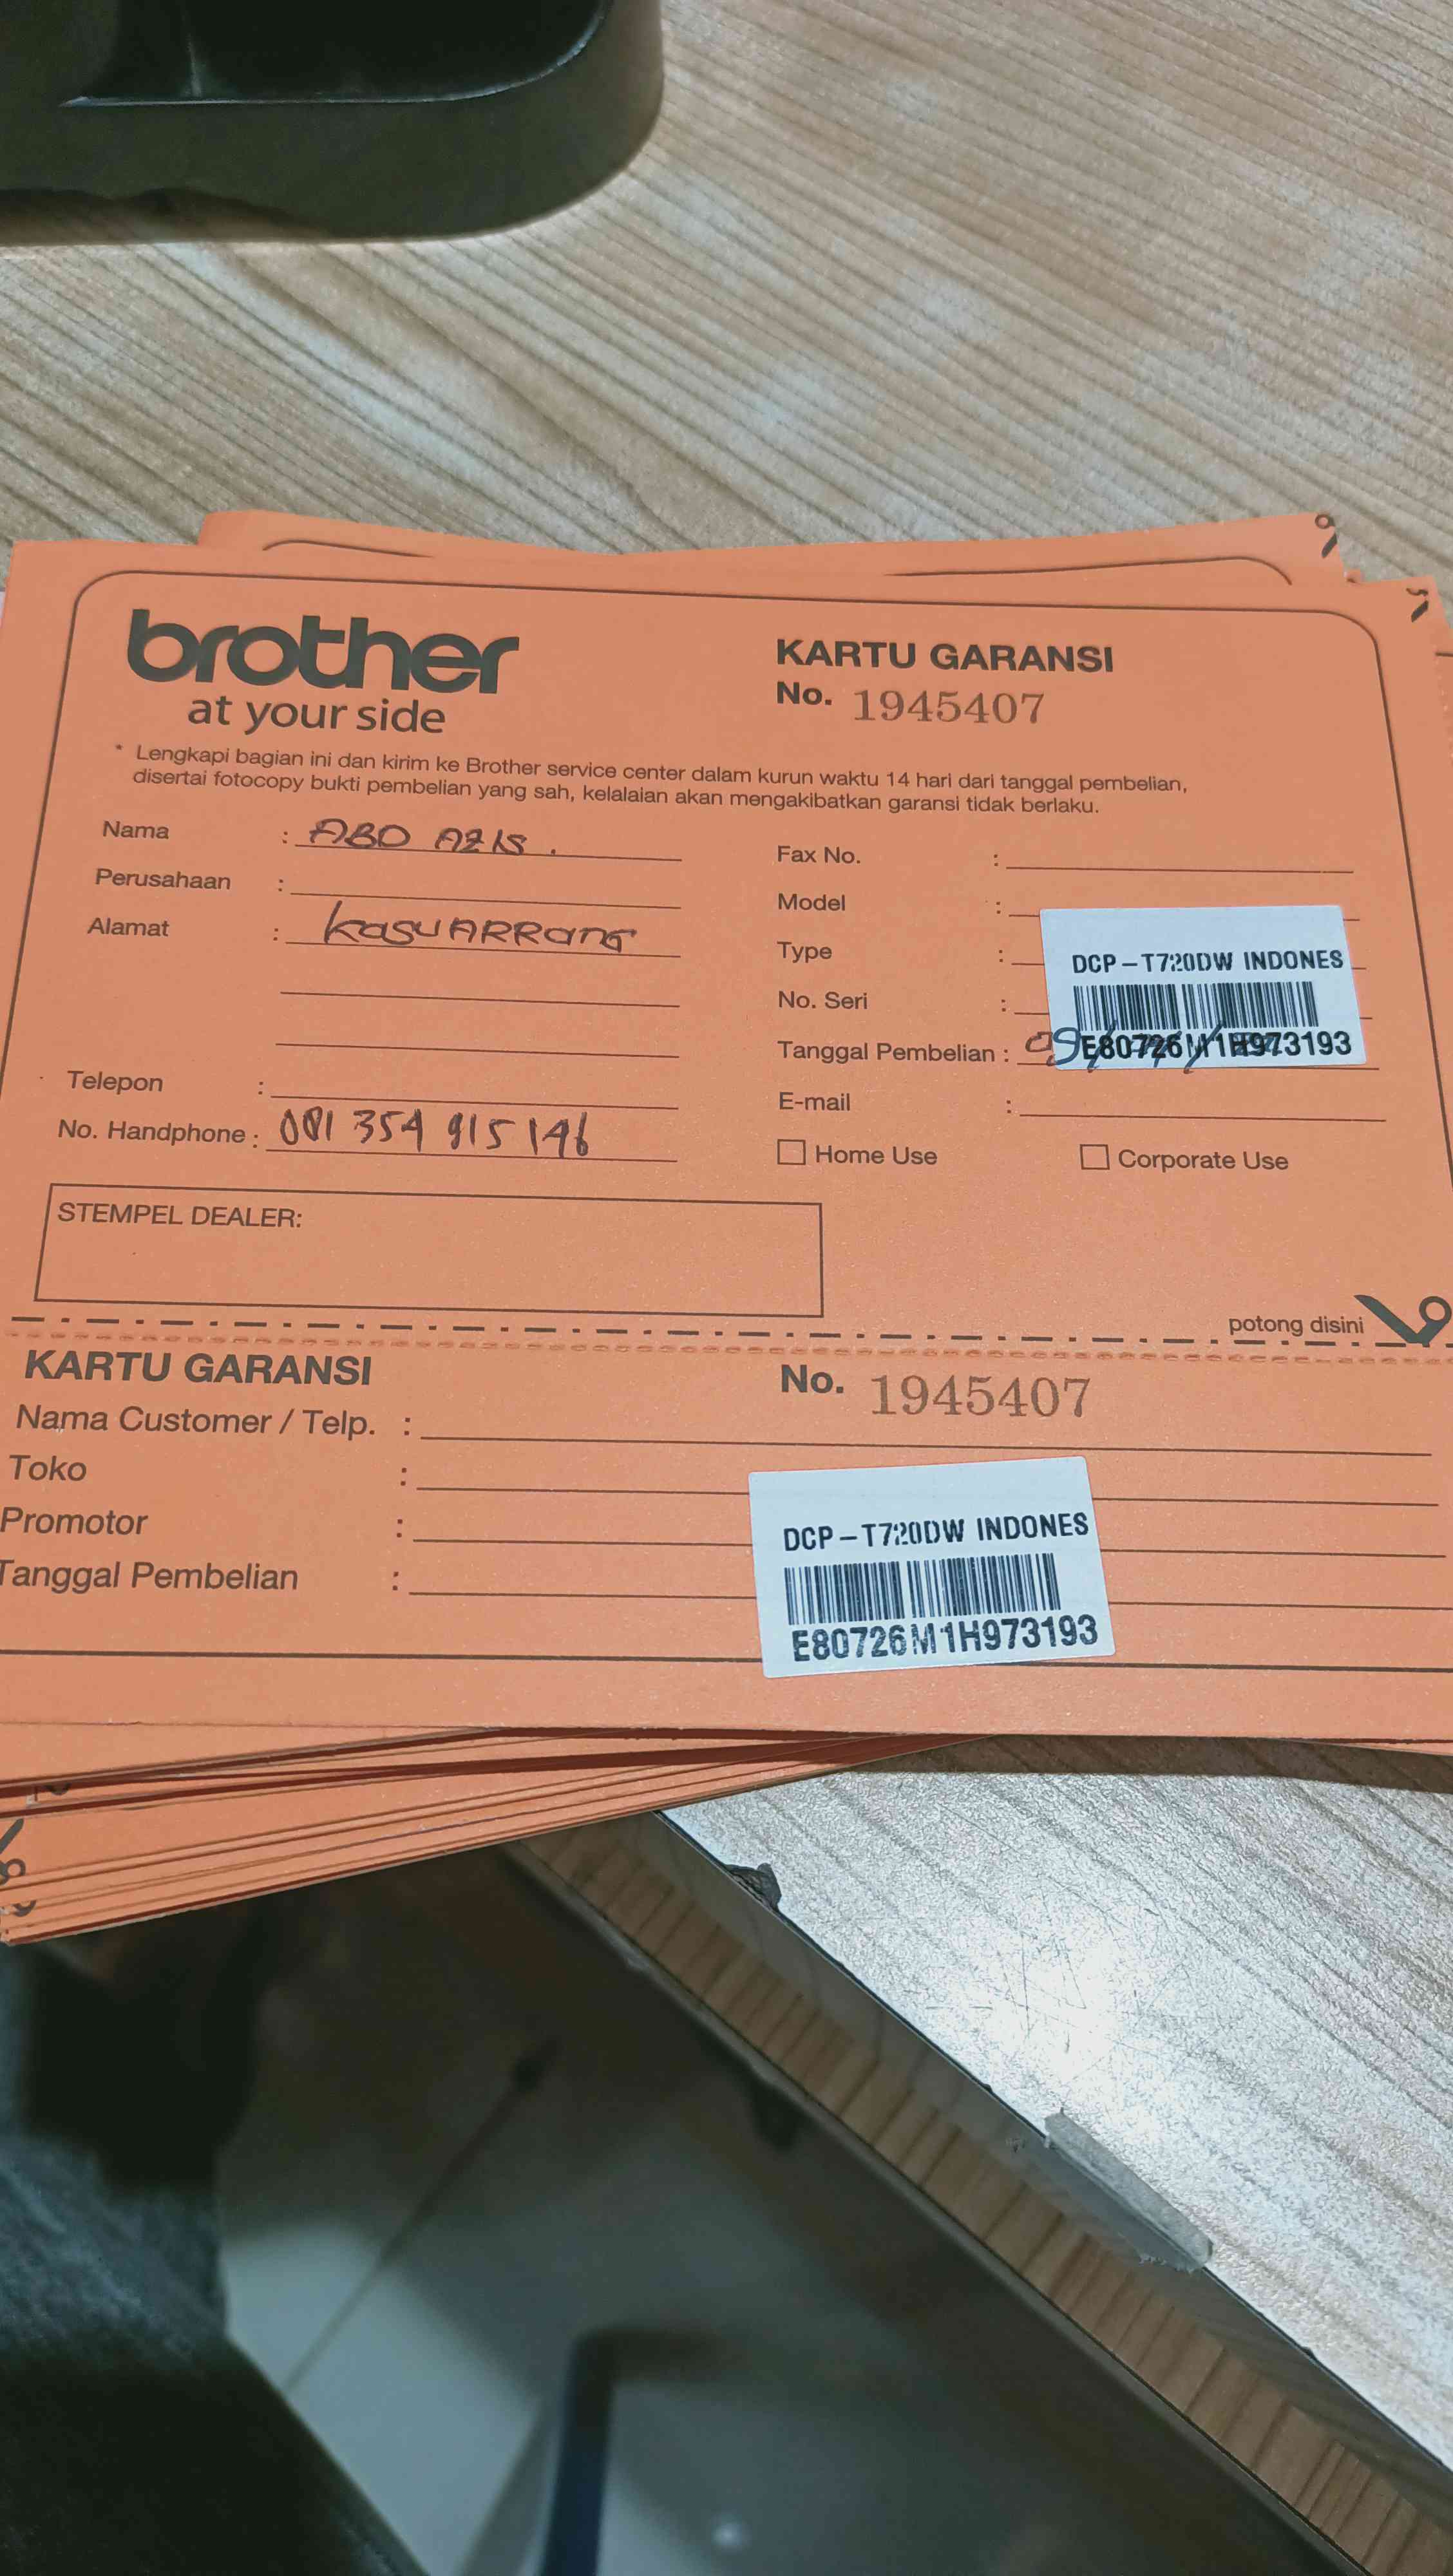 brother
at your side
KARTU GARANSI
No. 1945407
* Lengkapi bagian ini dan kirim ke Brother service center dalam kurun waktu 14 hari dari tanggal pembelian,
disertai fotocopy bukti pembelian yang sah, kelalaian akan mengakibatkan garansi tidak berlaku.
Nama : ABD AZIS.
Perusahaan :
Alamat : KASUARRANG
Telepon :
No. Handphone : 081 354 915 146
Fax No. :
Model :
Type :
No. Seri :
DCP-T720DW INDONES
E80726M1H973193
Tanggal Pembelian : 09/
E-mail :
Home Use
Corporate Use
STEMPEL DEALER:
potong disini
KARTU GARANSI
No. 1945407
Nama Customer / Telp. :
Toko :
Promotor :
Tanggal Pembelian :
DCP-T720DW INDONES
E80726M1H973193